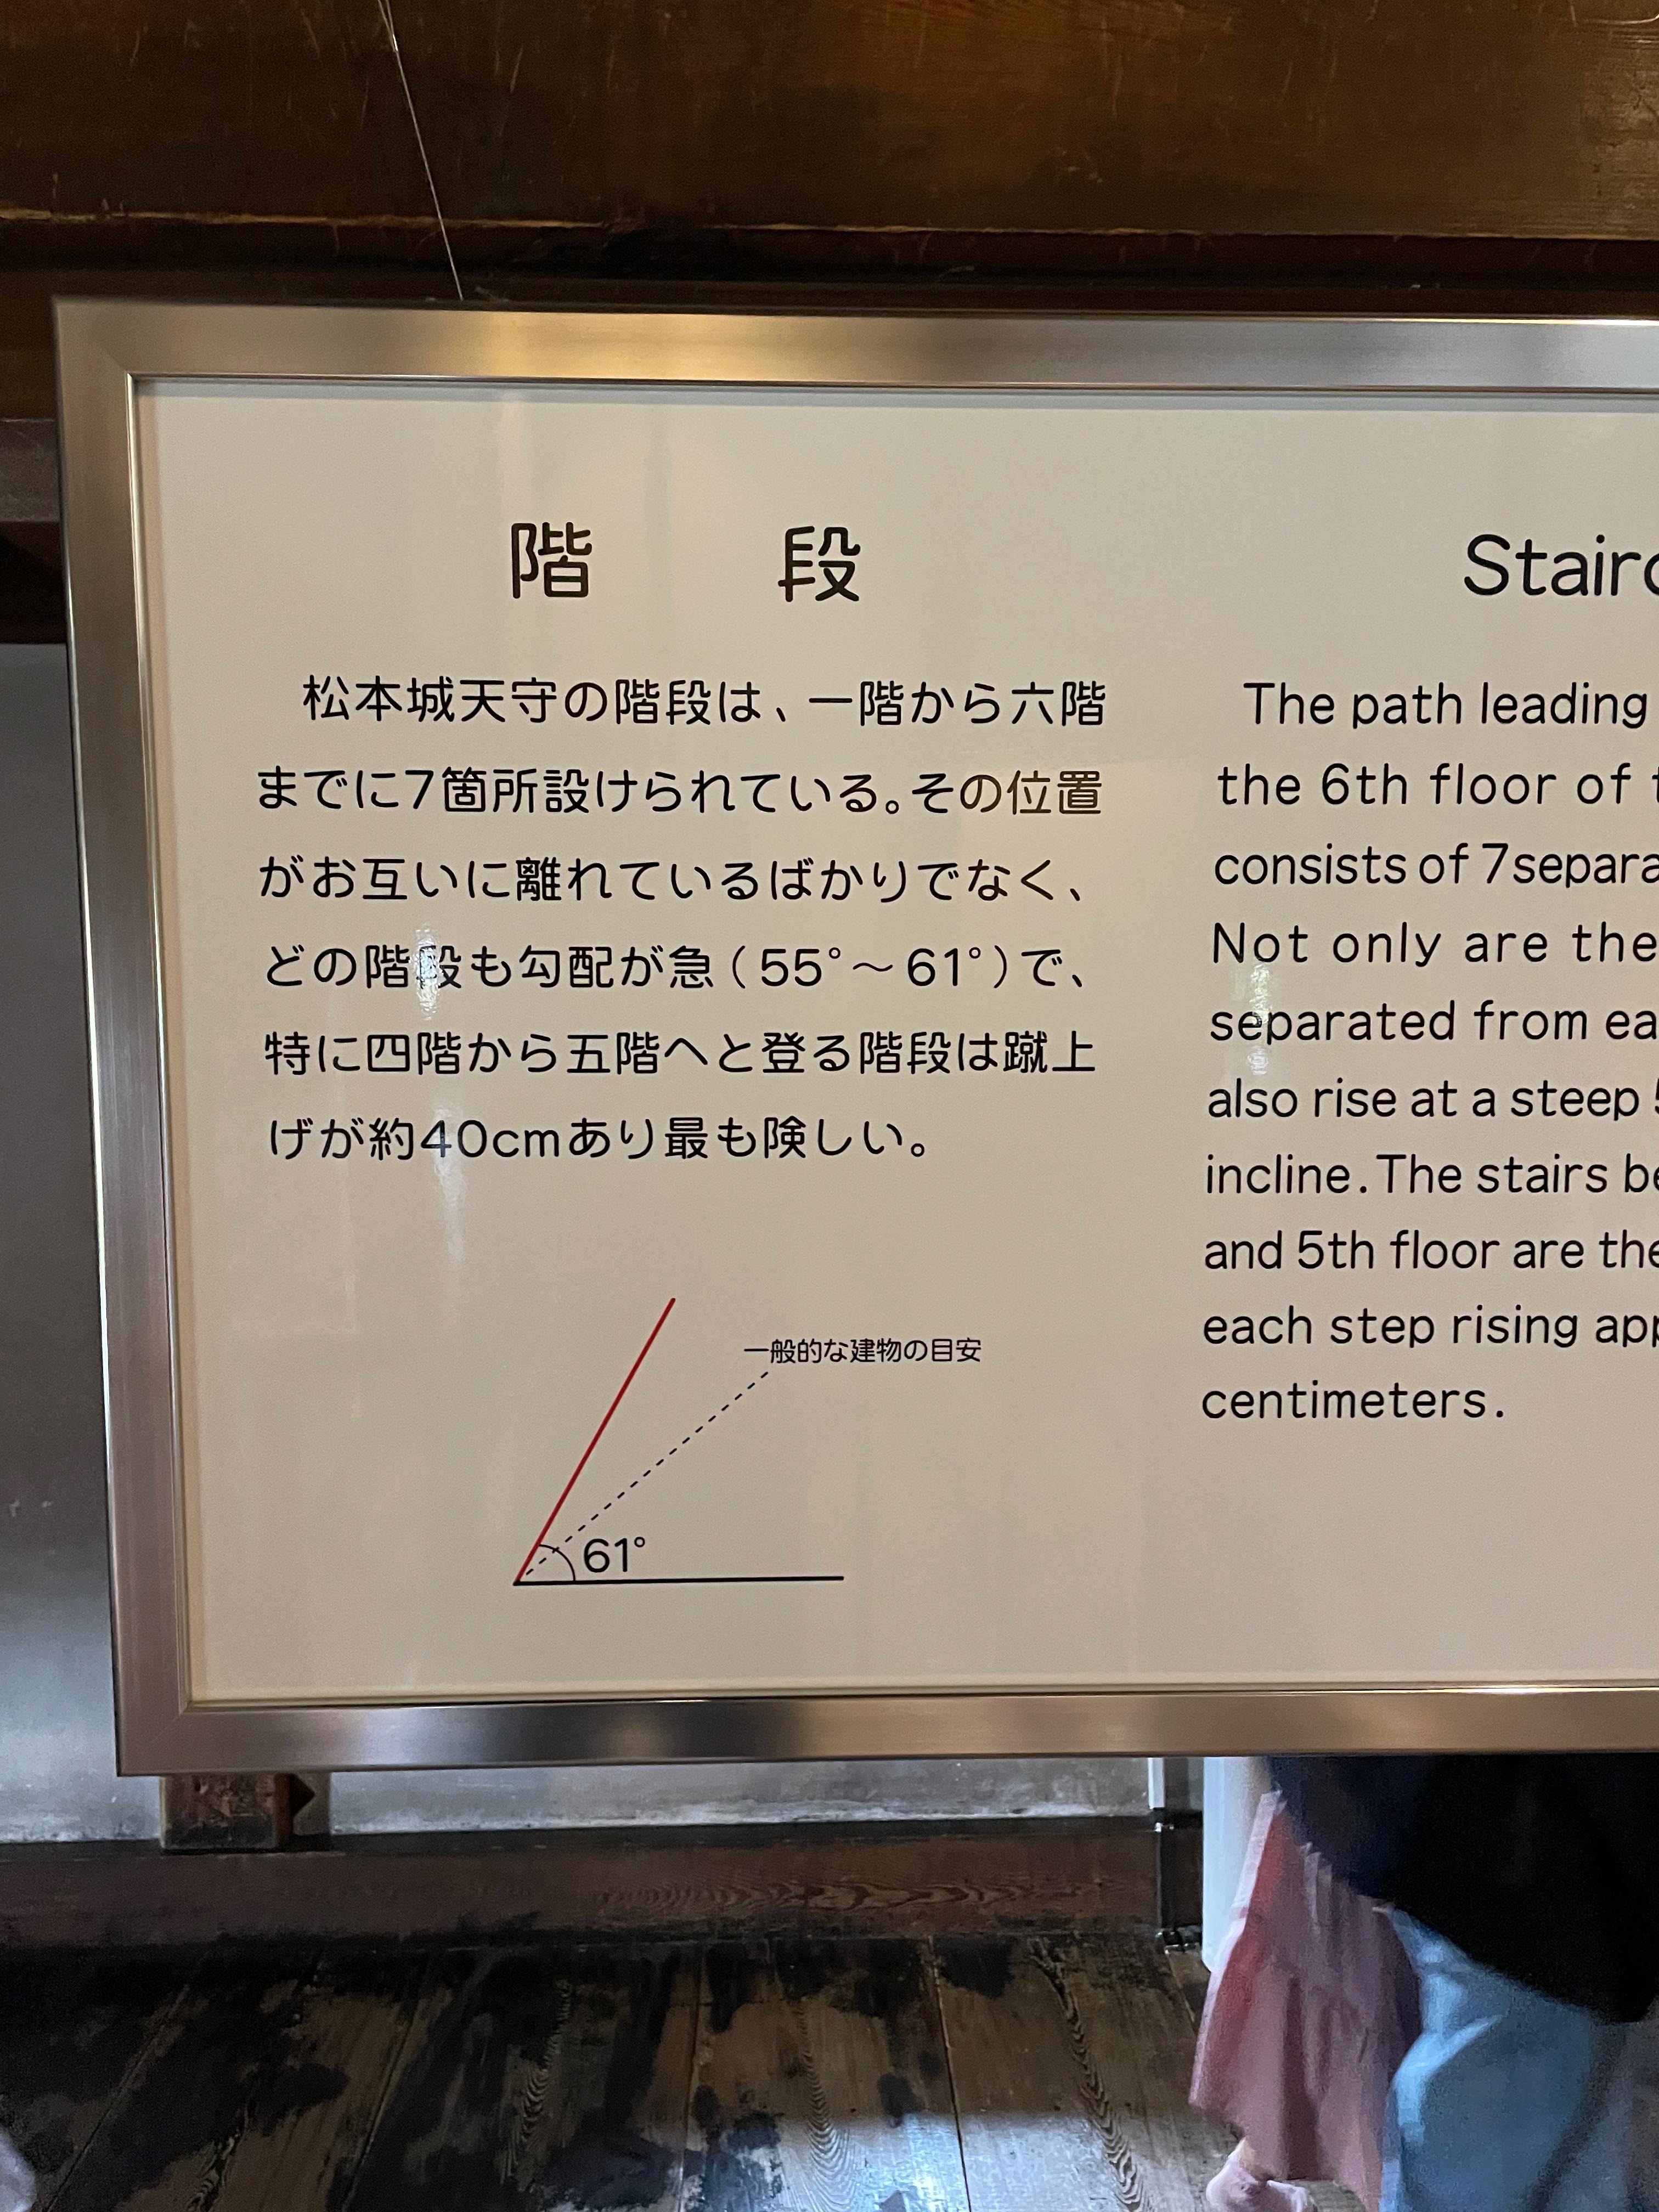 階段
松本城天守の階段は、一階から六階
までに7箇所設けられている。その位置
がお互いに離れているばかりでなく、
どの階段も勾配が急（55°～61°）で、
特に四階から五階へと登る階段は蹴上
げが約40cmあり最も険しい。
一般的な建物の目安
61°
The path leading
the 6th floor of
consists of 7
Not only are the
separated from
also rise at a steep
incline. The stairs
and 5th floor are
each step rising
centimeters.